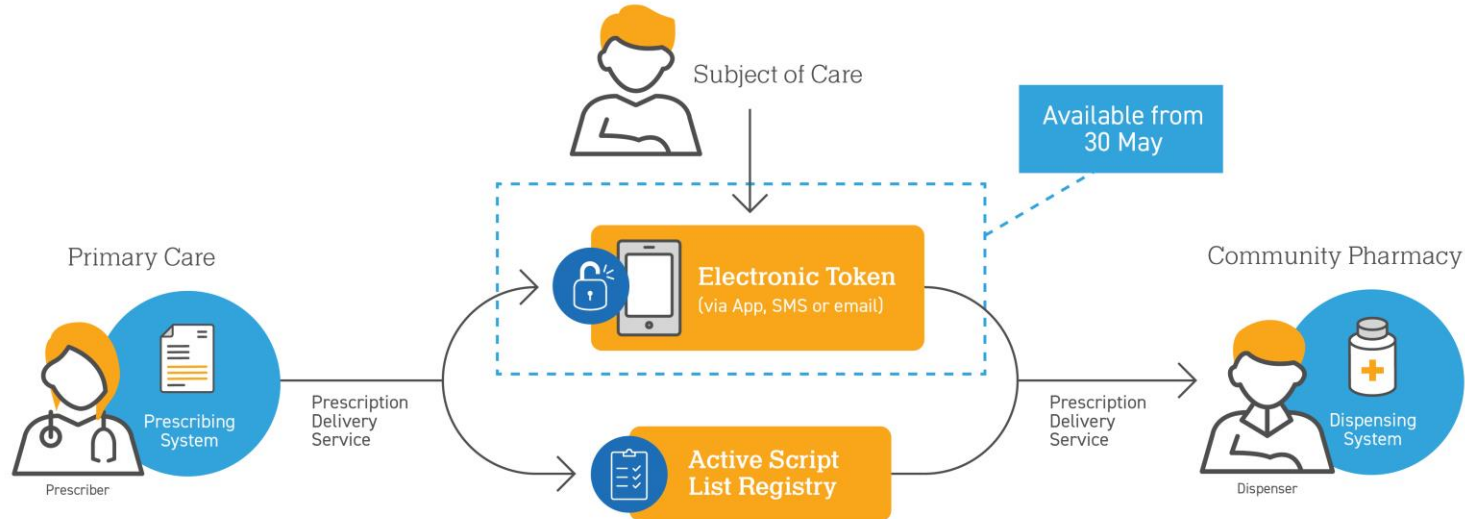 Subject of Care
Available from
30 May
Primary Care
Electronic Token
(via App, SMS or email)
Community Pharmacy
Prescribing
System
Prescription
Delivery
Service
Prescription
Delivery
Service
Dispensing
System
Active Script
List Registry
Prescriber
Dispenser